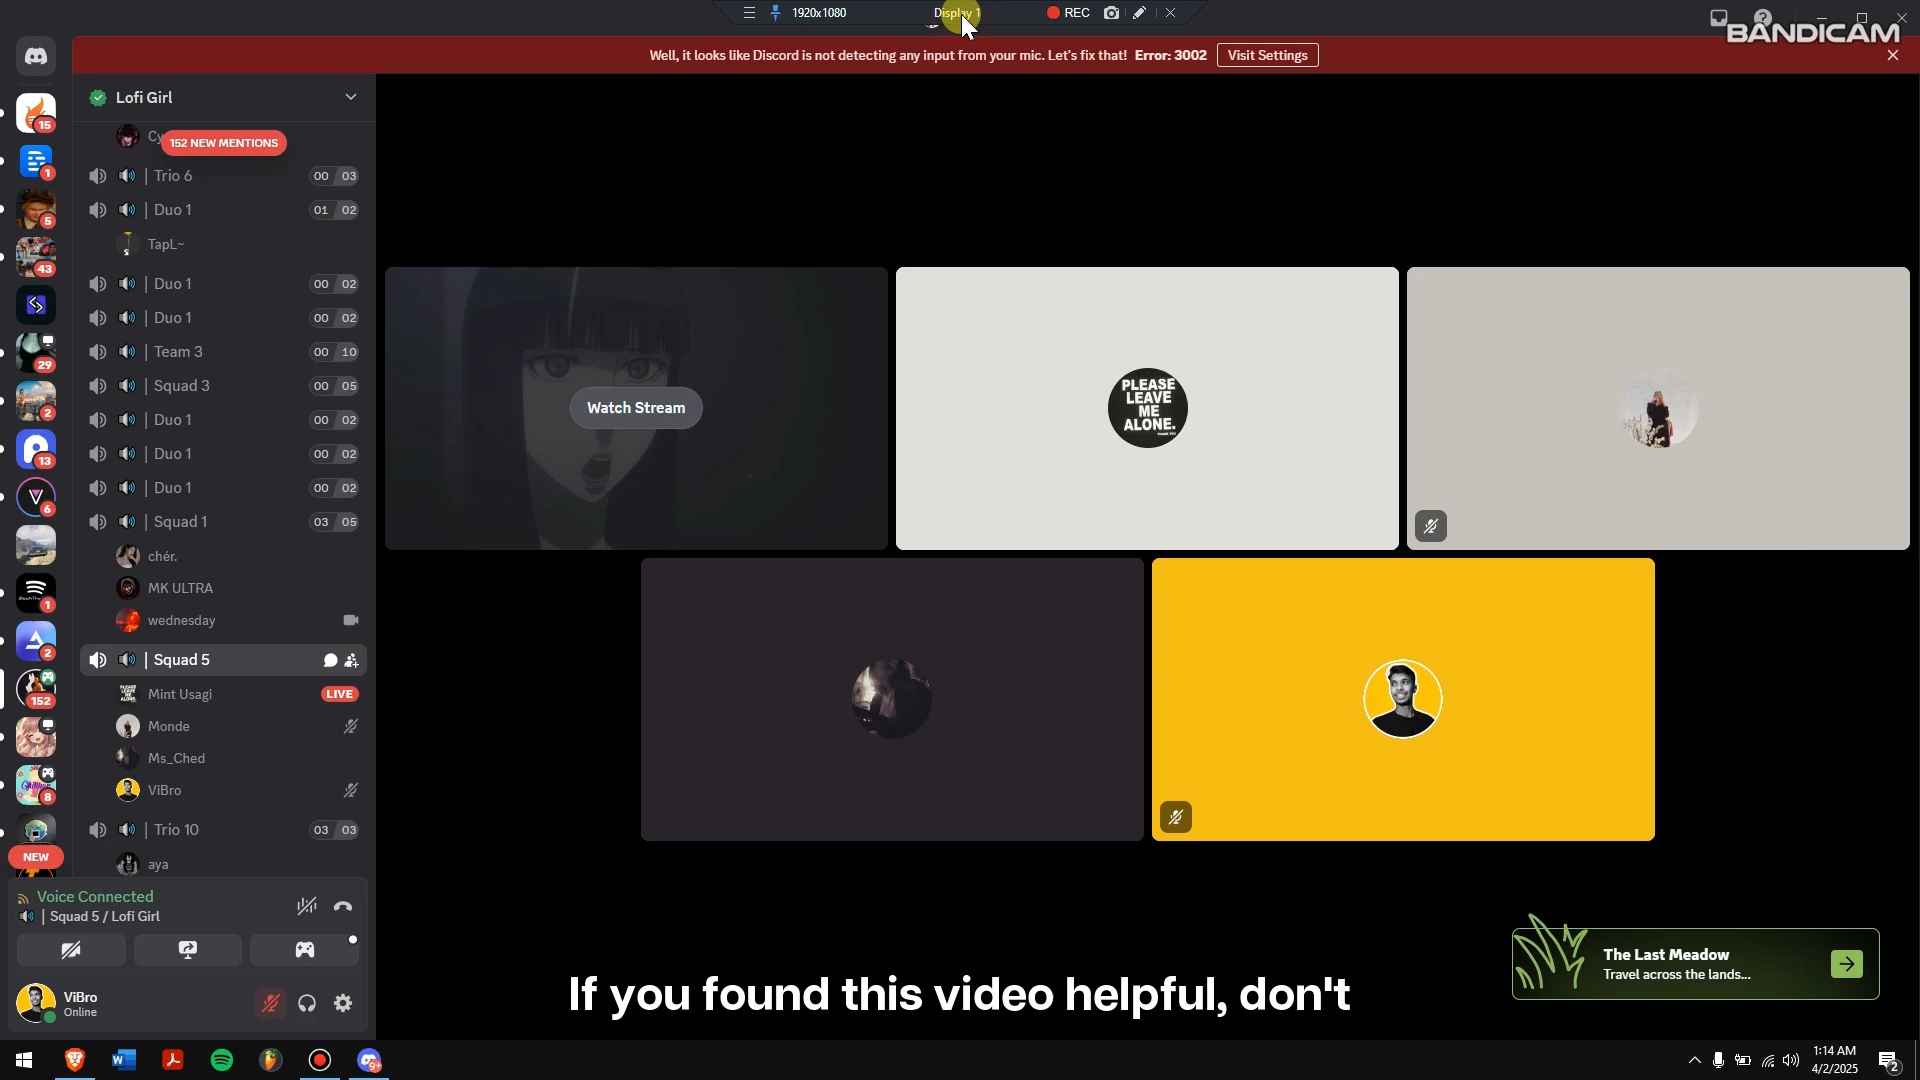 1920x1080
Display 1
REC
BANDICAM
Well, it looks like Discord is not detecting any input from your mic. Let's fix that! Error: 3002
Visit Settings
Lofi Girl
152 NEW MENTIONS
| Trio 6 00 03
| Duo 1 01 02
TapL~
| Duo 1 00 02
| Duo 1 00 02
| Team 3 00 10
| Squad 3 00 05
| Duo 1 00 02
| Duo 1 00 02
| Duo 1 00 02
| Squad 1 03 05
chér.
MK ULTRA
wednesday
| Squad 5
Mint Usagi LIVE
Monde
Ms_Ched
ViBro
| Trio 10 03 03
aya
15
1
5
43
29
2
13
6
1
2
152
8
NEW
Voice Connected
| Squad 5 / Lofi Girl
ViBro
Online
Watch Stream
PLEASE
LEAVE
ME
ALONE.
THANK YOU
The Last Meadow
Travel across the lands...
If you found this video helpful, don't
W
9+
1:14 AM
4/2/2025
2